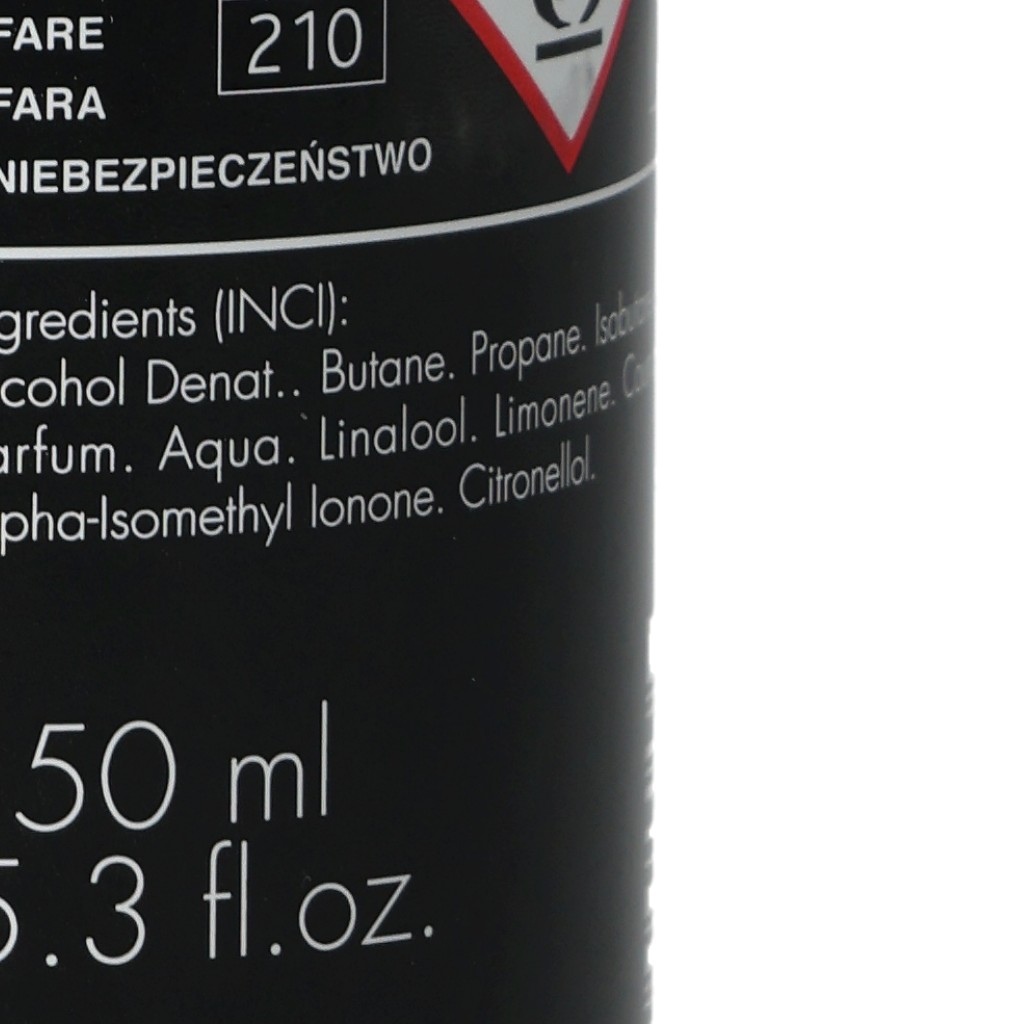 FARE
210
FARA
NIEBEZPIECZEŃSTWO
gredients (INCI):
cohol Denat.. Butane. Propane.
arfum. Aqua. Linalool. Limonene.
pha-Isomethyl Ionone. Citronellol.
50 ml
5.3 fl.oz.